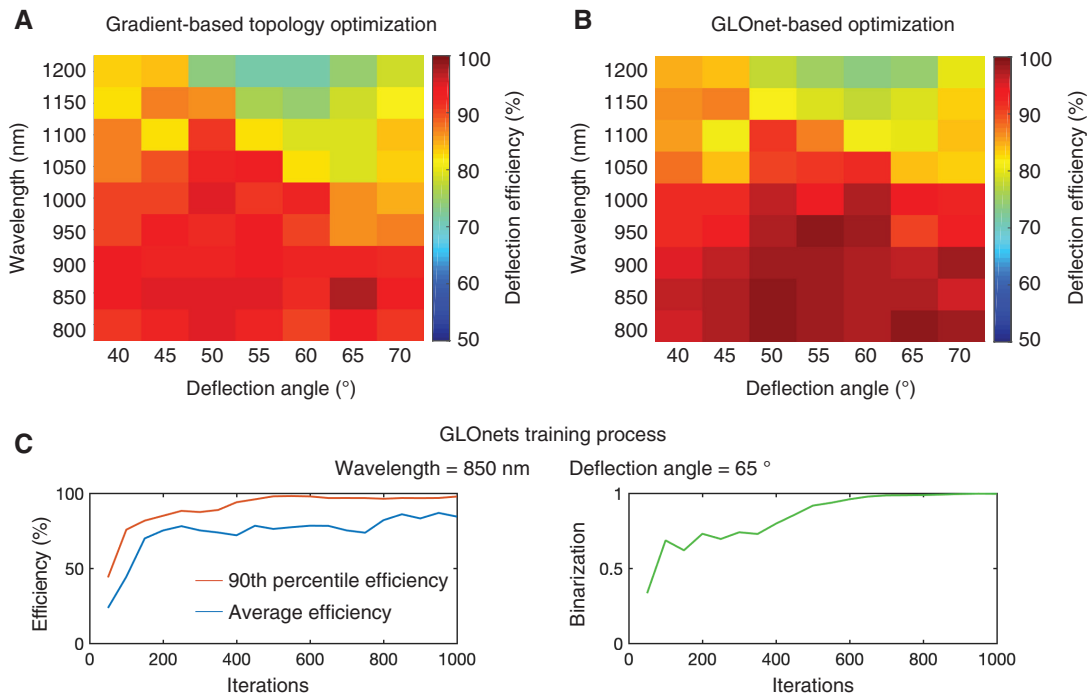 A
Gradient-based topology optimization
Wavelength (nm)
1200
1150
1100
1050
1000
950
900
850
800
40 45 50 55 60 65 70
Deflection angle (°)
100
90
80
70
60
50
Deflection efficiency (%)
B
GLOnet-based optimization
Wavelength (nm)
1200
1150
1100
1050
1000
950
900
850
800
40 45 50 55 60 65 70
Deflection angle (°)
100
90
80
70
60
50
Deflection efficiency (%)
C
GLOnets training process
Wavelength = 850 nm Deflection angle = 65 °
Efficiency (%)
100
50
0
90th percentile efficiency
Average efficiency
0 200 400 600 800 1000
Iterations
Binarization
1
0.5
0
0 200 400 600 800 1000
Iterations